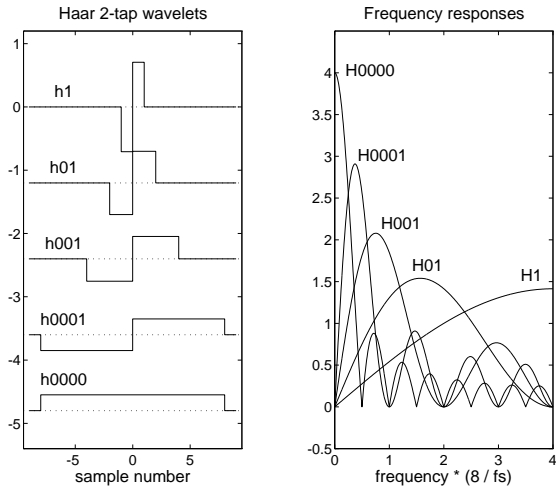 Haar 2-tap wavelets
0
-1
-2
-3
-4
-5
h1
h01
h001
h0001
h0000
-5
0
5
sample number
Frequency responses
4
3.5
3
2.5
2
1.5
1
0.5
0
-0.5
H0000
H0001
H001
H01
H1
0
1
2
3
4
frequency * (8 / fs)